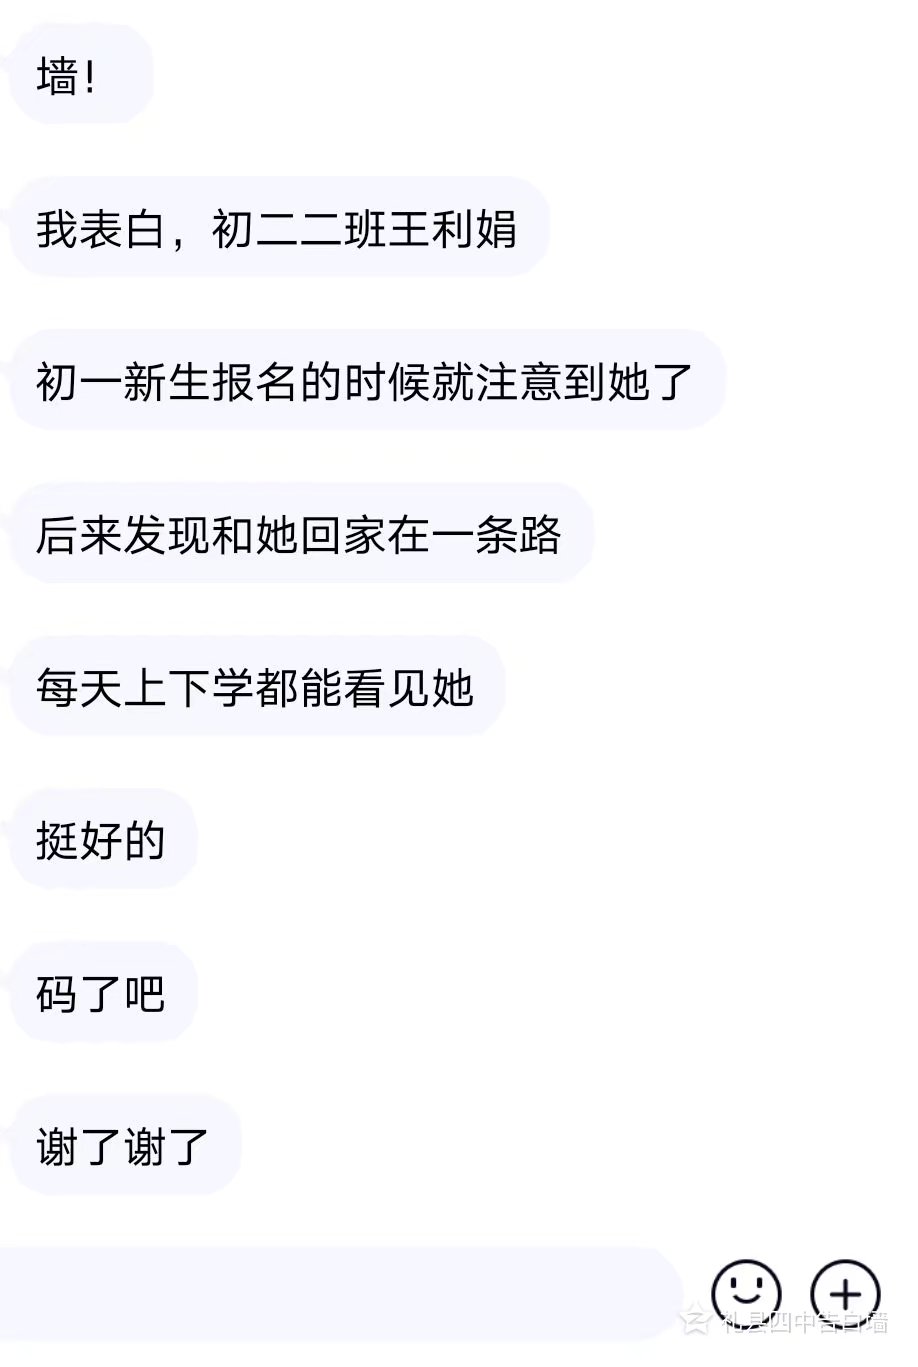 墙!
我表白，初二二班王利娟
初一新生报名的时候就注意到她了
后来发现和她回家在一条路
每天上下学都能看见她
挺好的
码了吧
谢了谢了
礼县四中告白墙